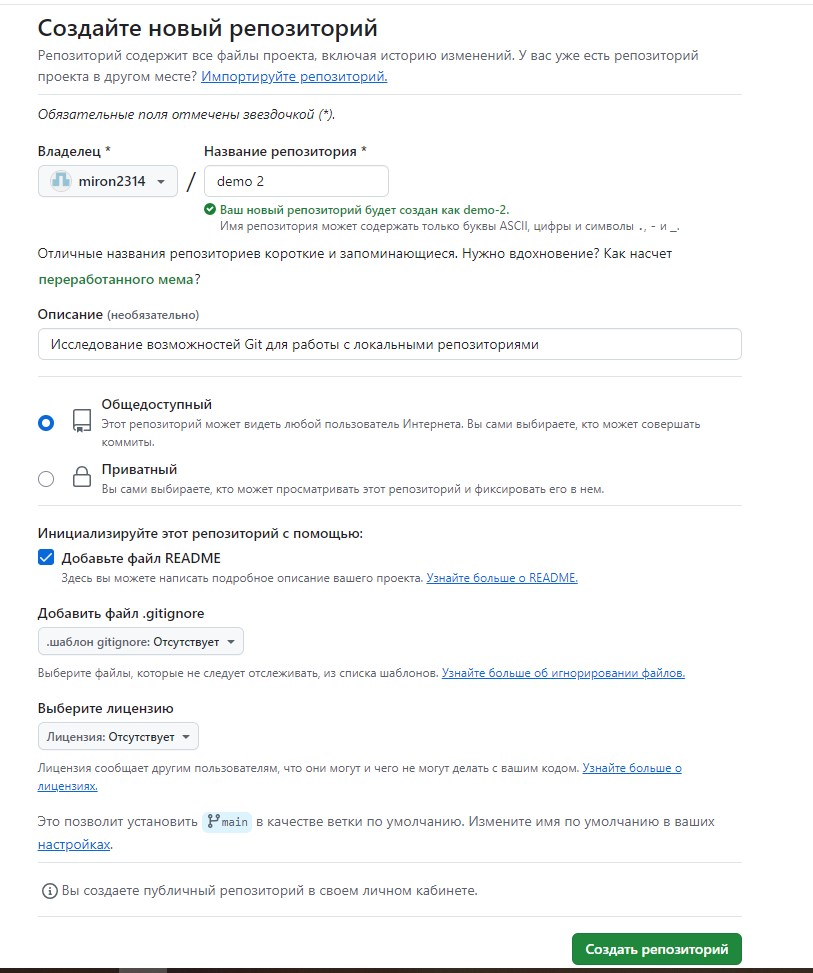 Создайте новый репозиторий
Репозиторий содержит все файлы проекта, включая историю изменений. У вас уже есть репозиторий
проекта в другом месте? Импортируйте репозиторий.
Обязательные поля отмечены звездочкой (*).
Владелец *
Название репозитория *
miron2314
/
demo 2
Ваш новый репозиторий будет создан как demo-2.
Имя репозитория может содержать только буквы ASCII, цифры и символы ., - и _.
Отличные названия репозиториев короткие и запоминающиеся. Нужно вдохновение? Как насчет
переработанного мема?
Описание (необязательно)
Исследование возможностей Git для работы с локальными репозиториями
Общедоступный
Этот репозиторий может видеть любой пользователь Интернета. Вы сами выбираете, кто может совершать
коммиты.
Приватный
Вы сами выбираете, кто может просматривать этот репозиторий и фиксировать его в нем.
Инициализируйте этот репозиторий с помощью:
Добавьте файл README
Здесь вы можете написать подробное описание вашего проекта. Узнайте больше о README.
Добавить файл .gitignore
.шаблон gitignore: Отсутствует
Выберите файлы, которые не следует отслеживать, из списка шаблонов. Узнайте больше об игнорировании файлов.
Выберите лицензию
Лицензия: Отсутствует
Лицензия сообщает другим пользователям, что они могут и чего не могут делать с вашим кодом. Узнайте больше о
лицензиях.
Это позволит установить main в качестве ветки по умолчанию. Измените имя по умолчанию в ваших
настройках.
Вы создаете публичный репозиторий в своем личном кабинете.
Создать репозиторий